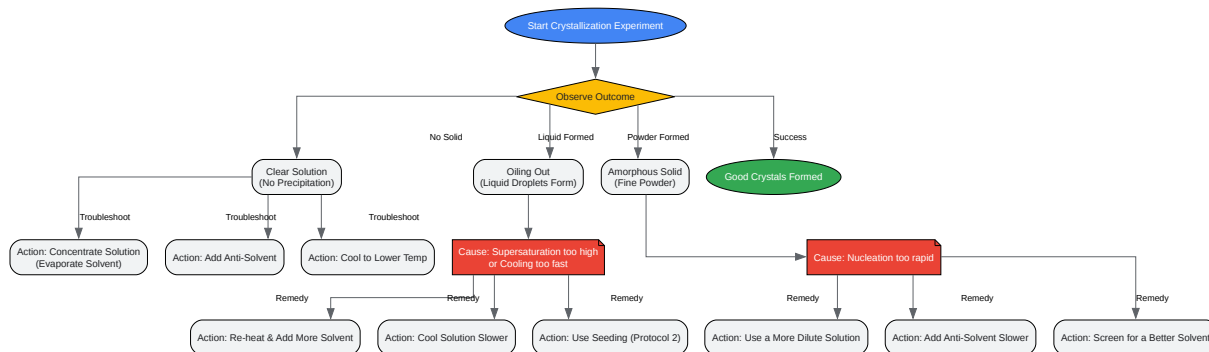 Start Crystallization Experiment
Observe Outcome
No Solid
Liquid Formed
Powder Formed
Success
Clear Solution
(No Precipitation)
Oiling Out
(Liquid Droplets Form)
Amorphous Solid
(Fine Powder)
Good Crystals Formed
Troubleshoot
Troubleshoot
Troubleshoot
Action: Concentrate Solution
(Evaporate Solvent)
Action: Add Anti-Solvent
Action: Cool to Lower Temp
Cause: Supersaturation too high
or Cooling too fast
Cause: Nucleation too rapid
Remedy
Remedy
Remedy
Remedy
Remedy
Remedy
Action: Re-heat & Add More Solvent
Action: Cool Solution Slower
Action: Use Seeding (Protocol 2)
Action: Use a More Dilute Solution
Action: Add Anti-Solvent Slower
Action: Screen for a Better Solvent